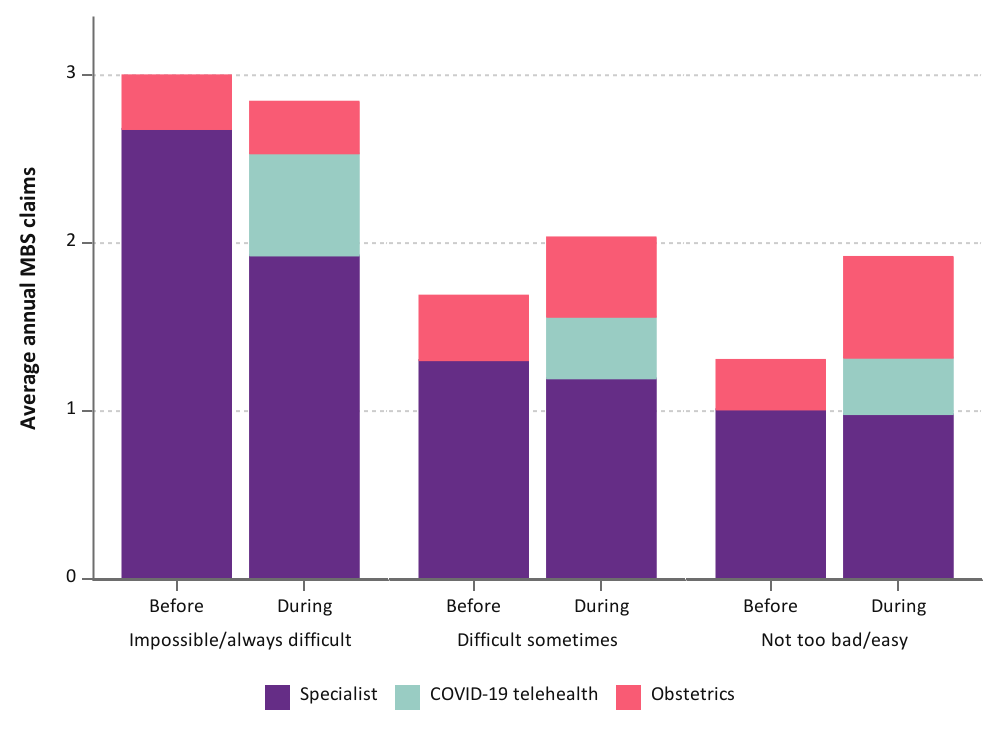 Average annual MBS claims
3
2
1
0
Before During Before During Before During
Impossible/always difficult Difficult sometimes Not too bad/easy
Specialist COVID-19 telehealth Obstetrics